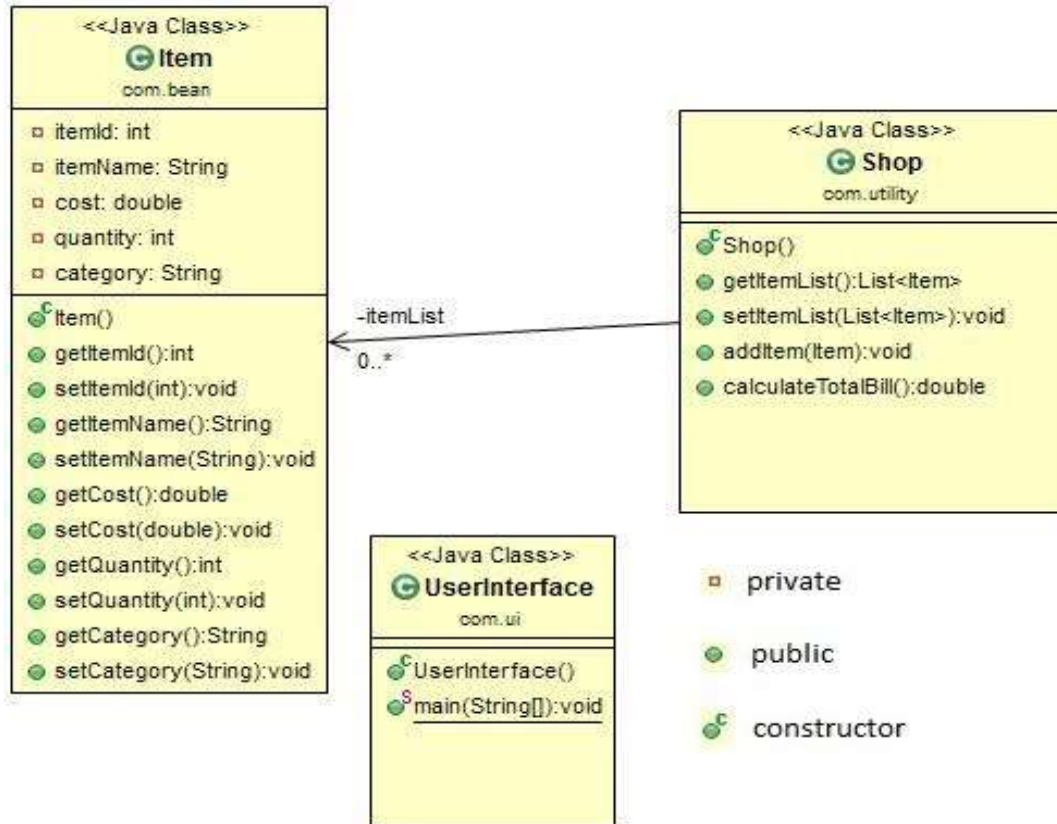 <<Java Class>>
Item
com.bean
itemId: int
itemName: String
cost: double
quantity: int
category: String
Item()
getItemId():int
setItemId(int):void
getItemName():String
setItemName(String):void
getCost():double
setCost(double):void
getQuantity():int
setQuantity(int):void
getCategory():String
setCategory(String):void
-itemList
0..*
<<Java Class>>
Shop
com.utility
Shop()
getItemList():List<Item>
setItemList(List<Item>):void
addItem(Item):void
calculateTotalBill():double
<<Java Class>>
UserInterface
com.ui
UserInterface()
main(String[]):void
private
public
constructor